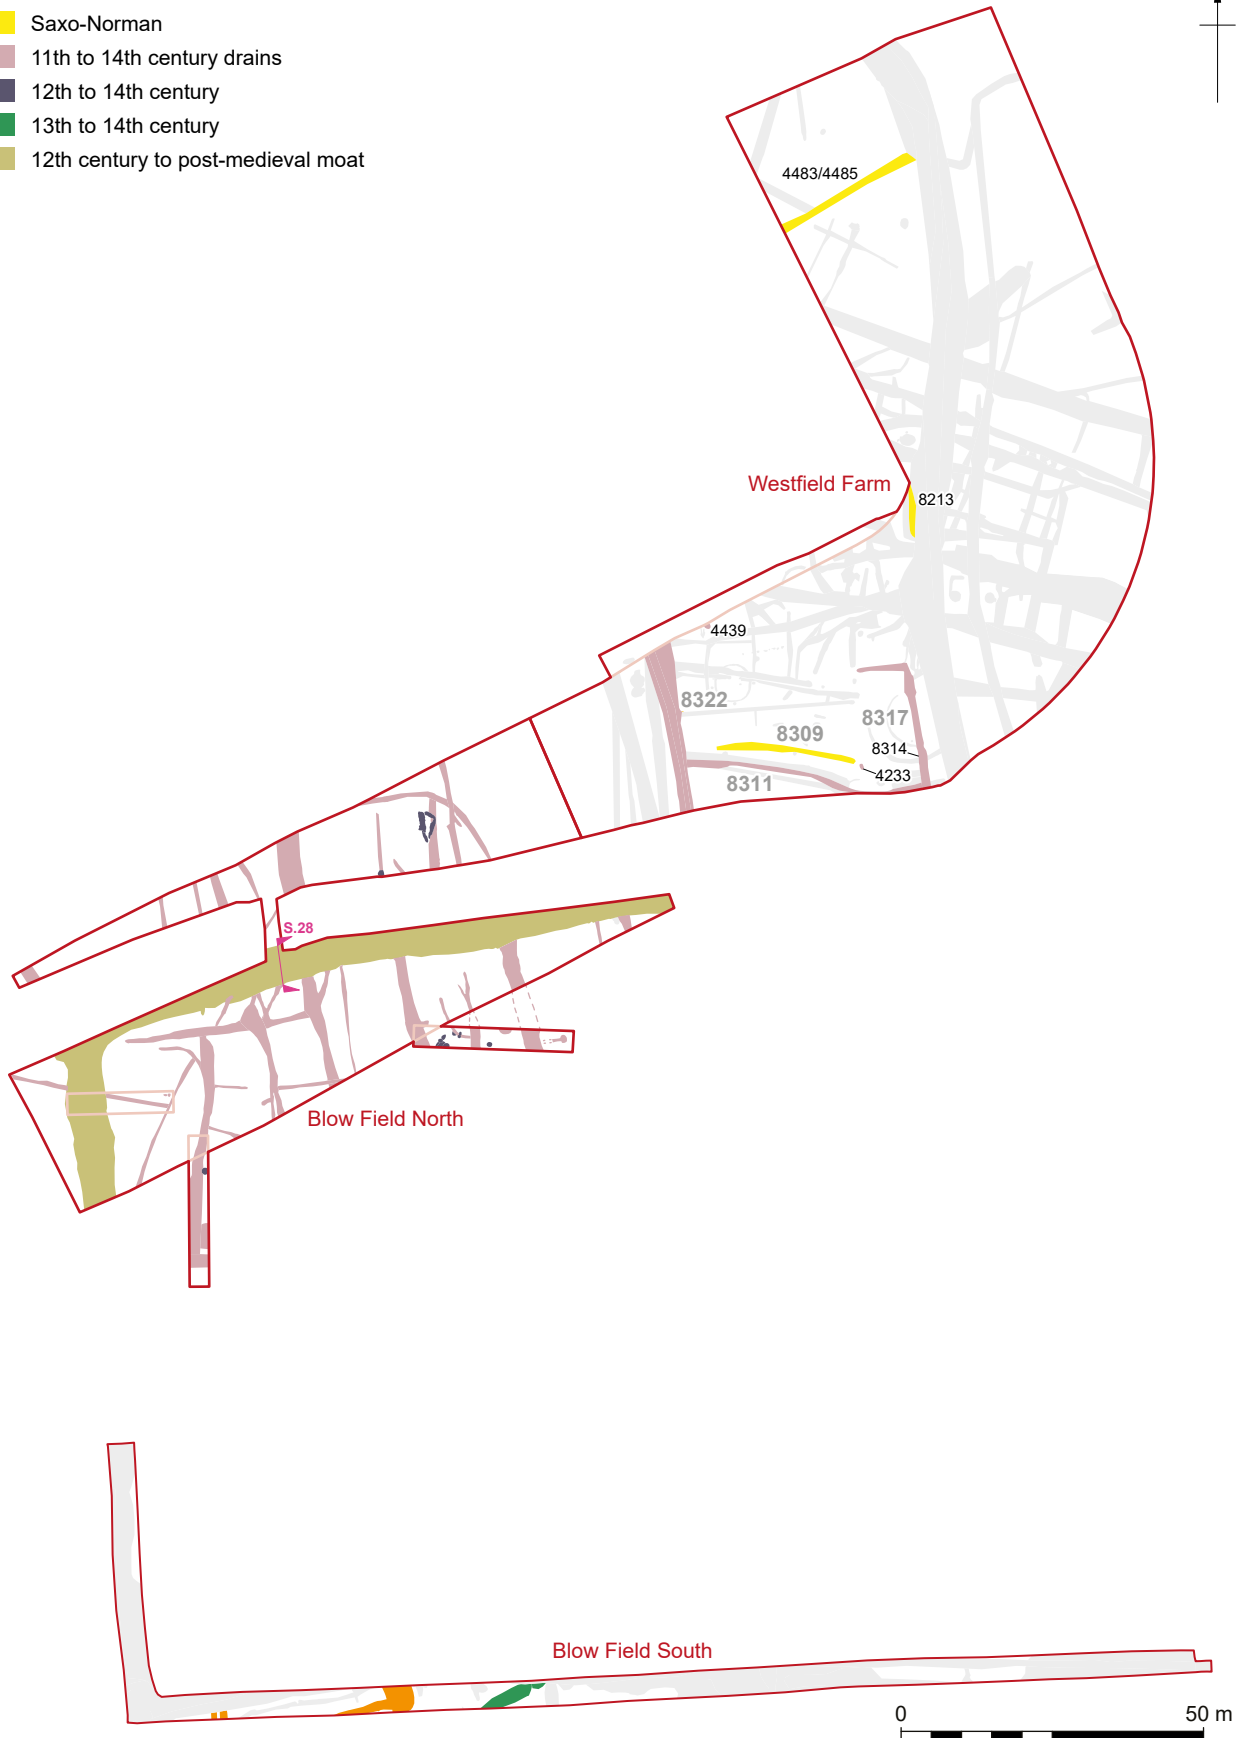 Saxo-Norman
11th to 14th century drains
12th to 14th century
13th to 14th century
12th century to post-medieval moat
4483/4485
Westfield Farm
8213
4439
8322
8317
8309
8314
4233
8311
S.28
Blow Field North
Blow Field South
0 50 m